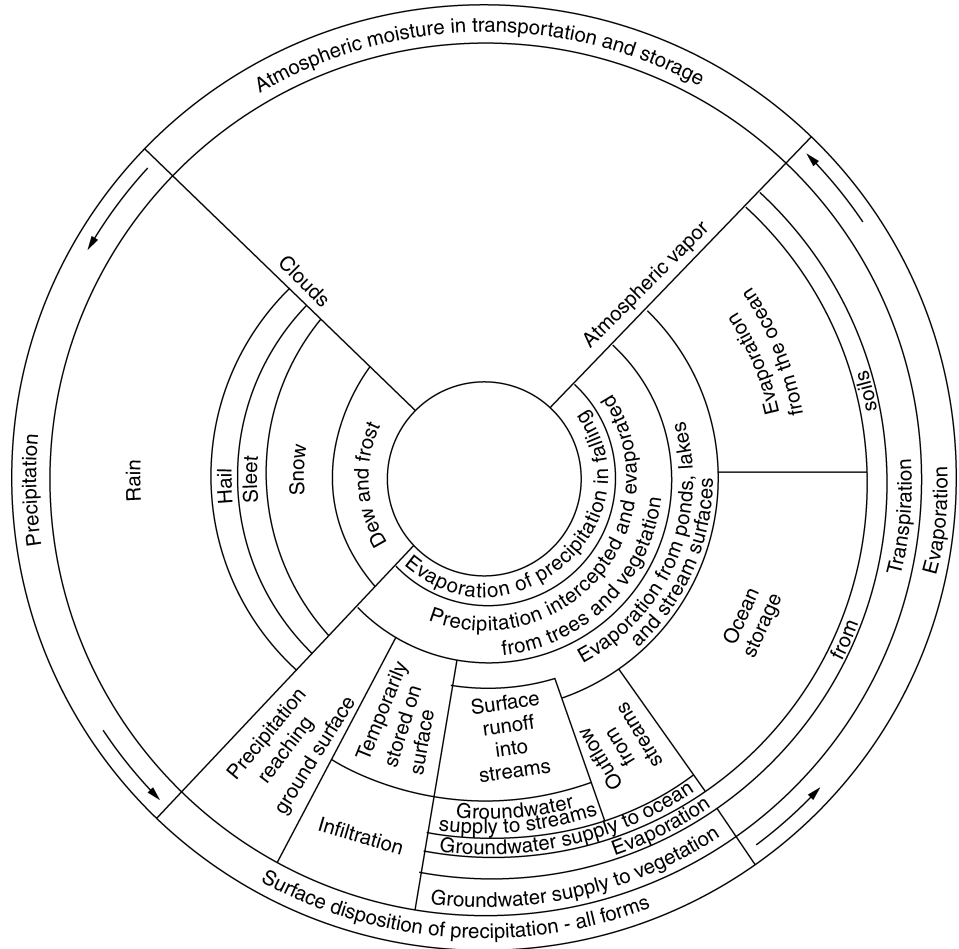 Atmospheric moisture in transportation and storage
Clouds
Atmospheric vapor
Precipitation
Rain
Hail
Sleet
Snow
Dew and frost
Evaporation of precipitation in falling
Precipitation intercepted and evaporated
from trees and vegetation
Evaporation from ponds, lakes
and stream surfaces
Evaporation
from the ocean
Ocean
storage
Evaporation
from
soils
Transpiration
Evaporation
Precipitation
reaching
ground surface
Temporarily
stored on
surface
Infiltration
Surface
runoff
into
streams
Outflow
from
streams
Groundwater
supply to streams
Groundwater supply to ocean
Groundwater supply to vegetation
Surface disposition of precipitation - all forms